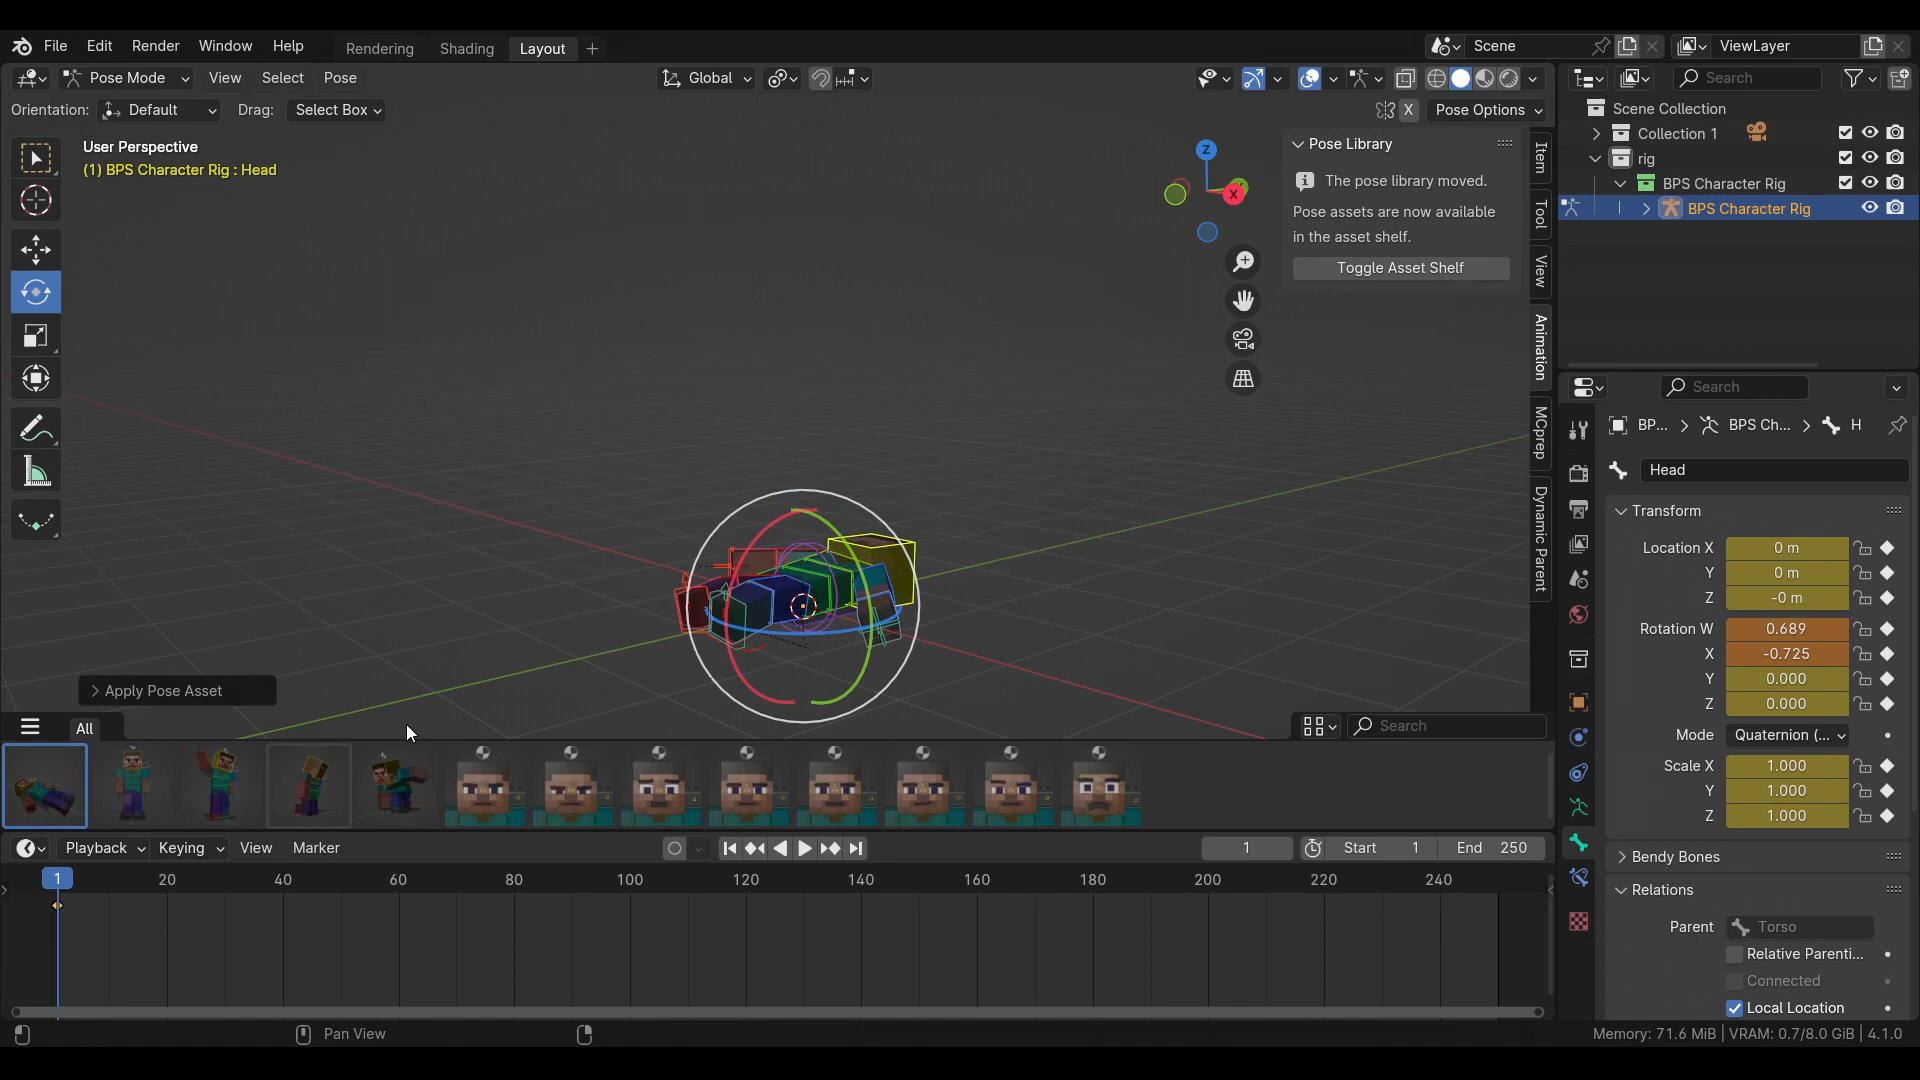 File Edit Render Window Help Rendering Shading Layout Scene ViewLayer
Pose Mode View Select Pose Global Search
Orientation: Default Drag: Select Box X Pose Options
User Perspective
(1) BPS Character Rig : Head
Z
X
Pose Library
The pose library moved.
Pose assets are now available
in the asset shelf.
Toggle Asset Shelf
Item
Tool
View
Animation
MCprep
Dynamic Parent
Scene Collection
Collection 1
rig
BPS Character Rig
BPS Character Rig
Search
BP... BPS Ch... H
Head
Transform
Location X 0 m
Y 0 m
Z -0 m
Rotation W 0.689
X -0.725
Y 0.000
Z 0.000
Mode Quaternion (...
Scale X 1.000
Y 1.000
Z 1.000
Bendy Bones
Relations
Parent Torso
Relative Parenti...
Connected
Local Location
Apply Pose Asset
All Search
Playback Keying View Marker 1 Start 1 End 250
1 20 40 60 80 100 120 140 160 180 200 220 240
Pan View Memory: 71.6 MiB | VRAM: 0.7/8.0 GiB | 4.1.0